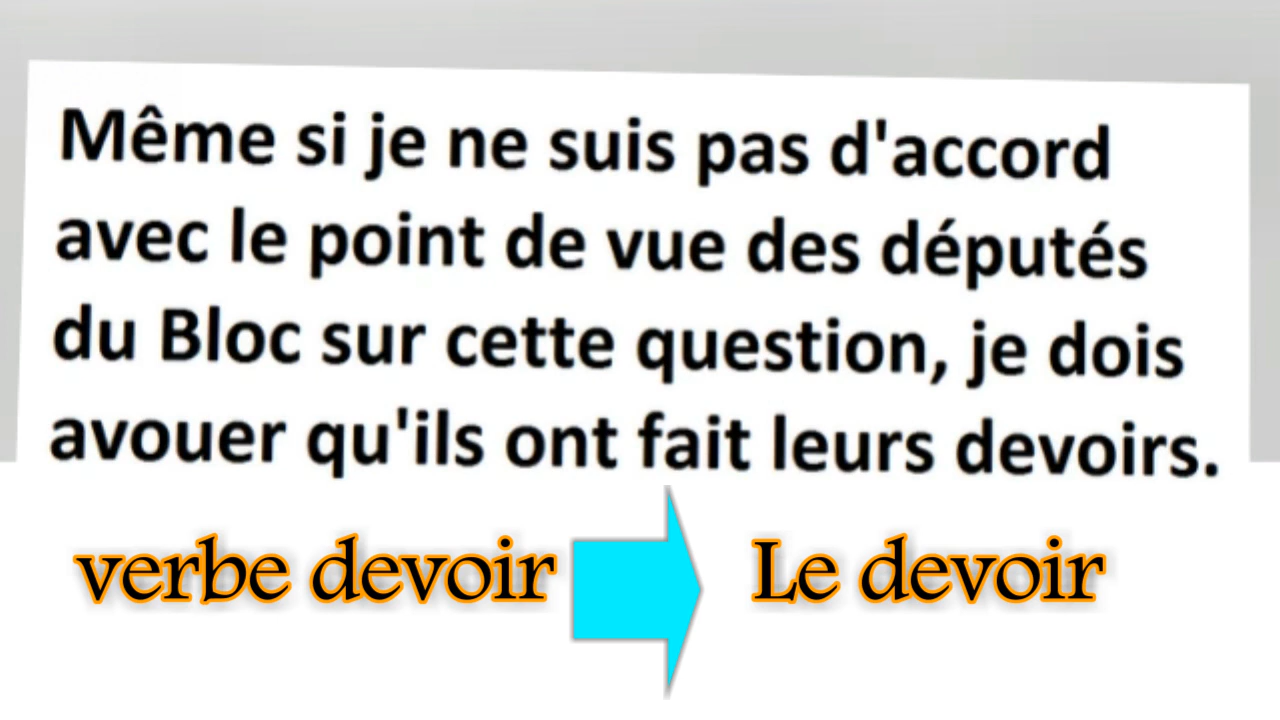 Même si je ne suis pas d'accord
avec le point de vue des députés
du Bloc sur cette question, je dois
avouer qu'ils ont fait leurs devoirs.
verbe devoir Le devoir